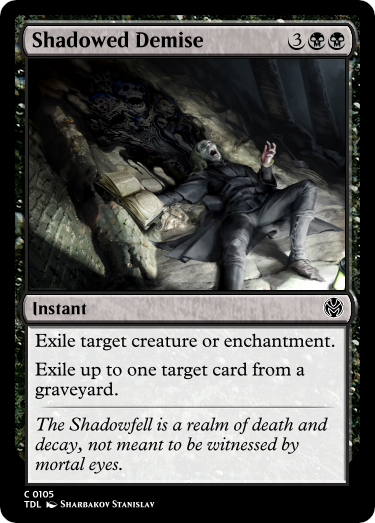 Shadowed Demise 3
Instant
Exile target creature or enchantment.
Exile up to one target card from a
graveyard.
The Shadowfell is a realm of death and
decay, not meant to be witnessed by
mortal eyes.
C 0105
TDL Sharbakov Stanislav